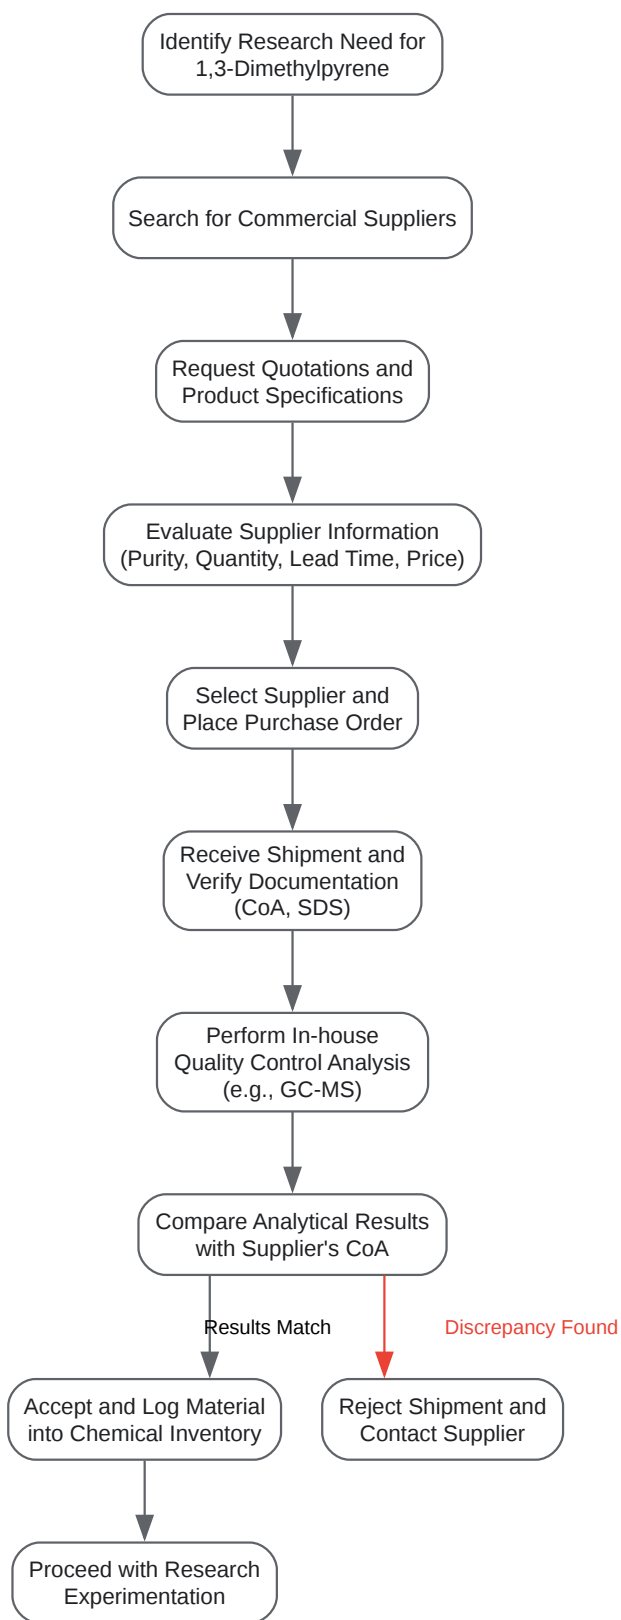 Identify Research Need for
1,3-Dimethylpyrene
Search for Commercial Suppliers
Request Quotations and
Product Specifications
Evaluate Supplier Information
(Purity, Quantity, Lead Time, Price)
Select Supplier and
Place Purchase Order
Receive Shipment and
Verify Documentation
(CoA, SDS)
Perform In-house
Quality Control Analysis
(e.g., GC-MS)
Compare Analytical Results
with Supplier's CoA
Results Match
Discrepancy Found
Accept and Log Material
into Chemical Inventory
Reject Shipment and
Contact Supplier
Proceed with Research
Experimentation